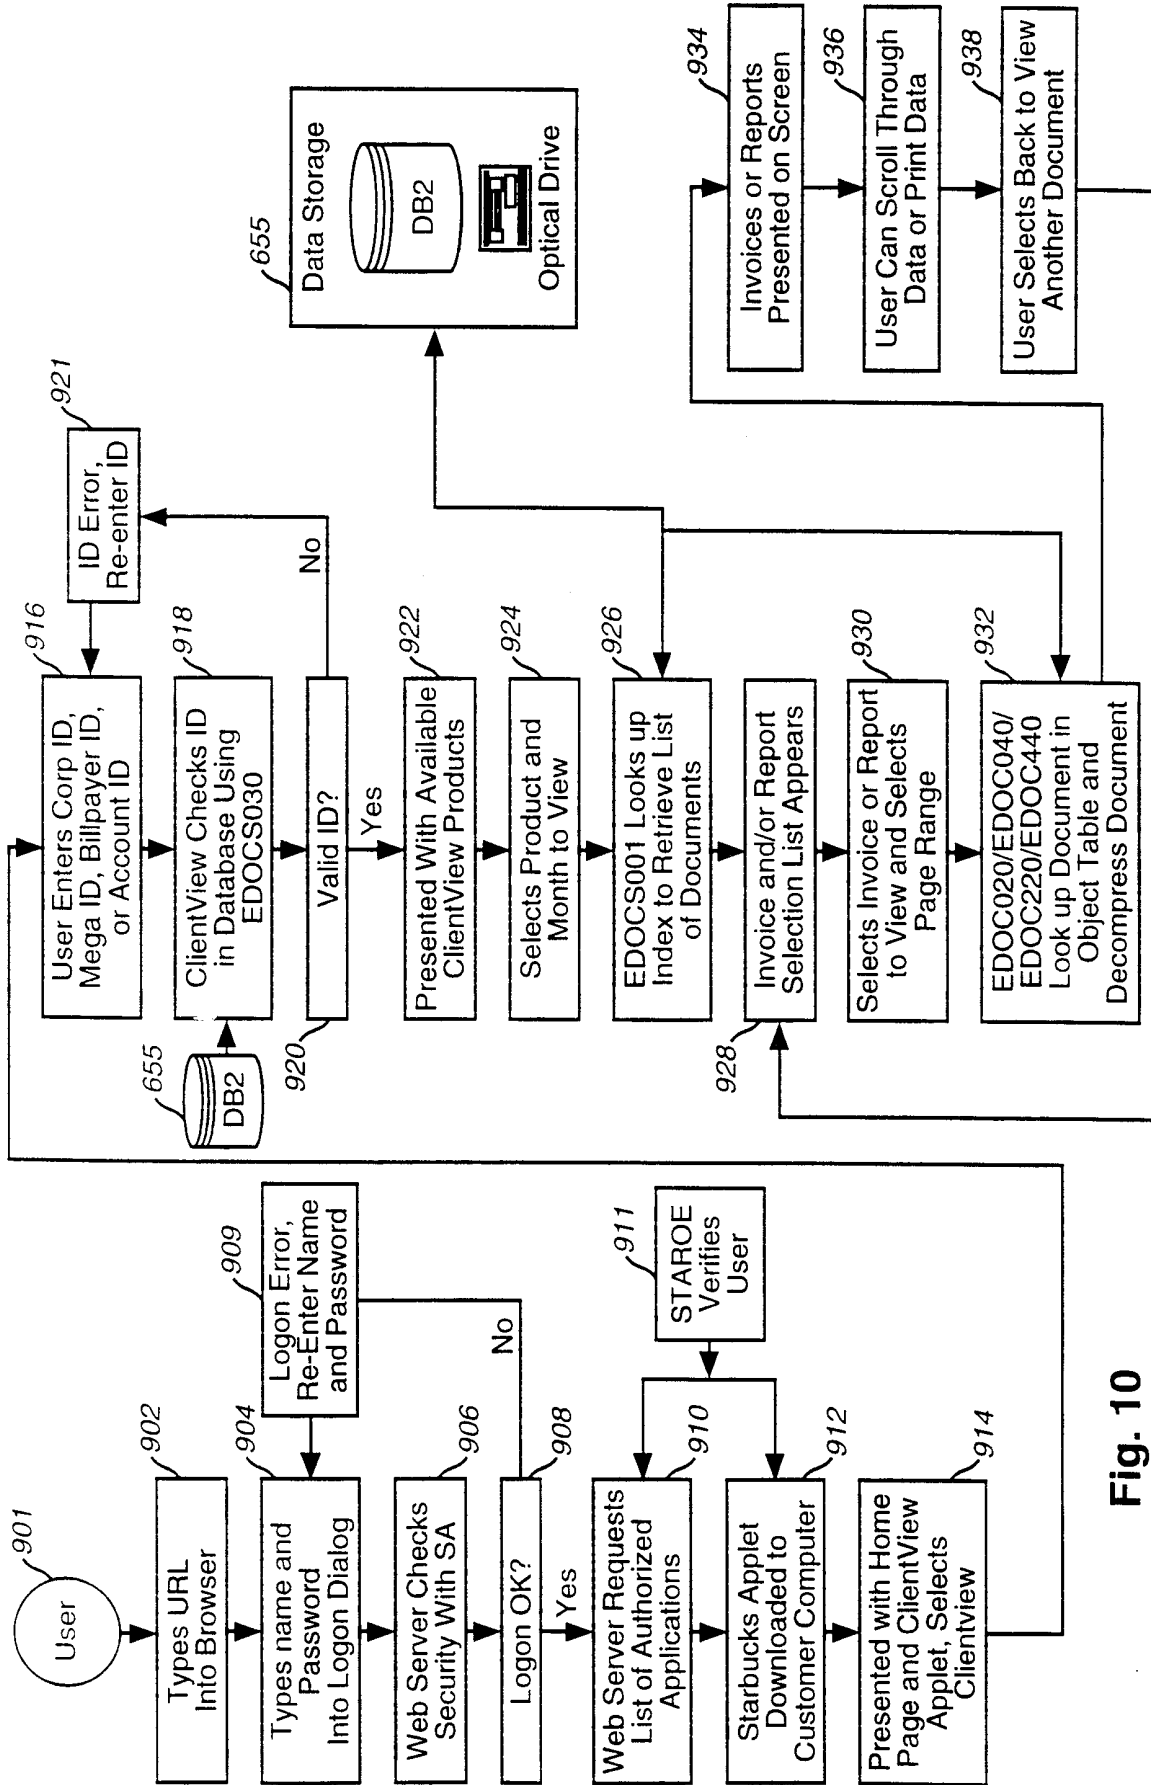 901
User
902
Types URL
Into Browser
904
Types name and
Password
Into Logon Dialog
909
Logon Error,
Re-Enter Name
and Password
906
Web Server Checks
Security With SA
908
Logon OK?
No
Yes
910
Web Server Requests
List of Authorized
Applications
911
STAROE
Verifies
User
912
Starbucks Applet
Downloaded to
Customer Computer
914
Presented with Home
Page and ClientView
Applet, Selects
Clientview
916
User Enters Corp ID,
Mega ID, Billpayer ID,
or Account ID
921
ID Error,
Re-enter ID
918
ClientView Checks ID
in Database Using
EDOCS030
655
DB2
920
Valid ID?
No
Yes
922
Presented With Available
ClientView Products
924
Selects Product and
Month to View
926
EDOCS001 Looks up
Index to Retrieve List
of Documents
928
Invoice and/or Report
Selection List Appears
930
Selects Invoice or Report
to View and Selects
Page Range
932
EDOC020/EDOC040/
EDOC220/EDOC440
Look up Document in
Object Table and
Decompress Document
655
Data Storage
DB2
Optical Drive
934
Invoices or Reports
Presented on Screen
936
User Can Scroll Through
Data or Print Data
938
User Selects Back to View
Another Document
Fig. 10